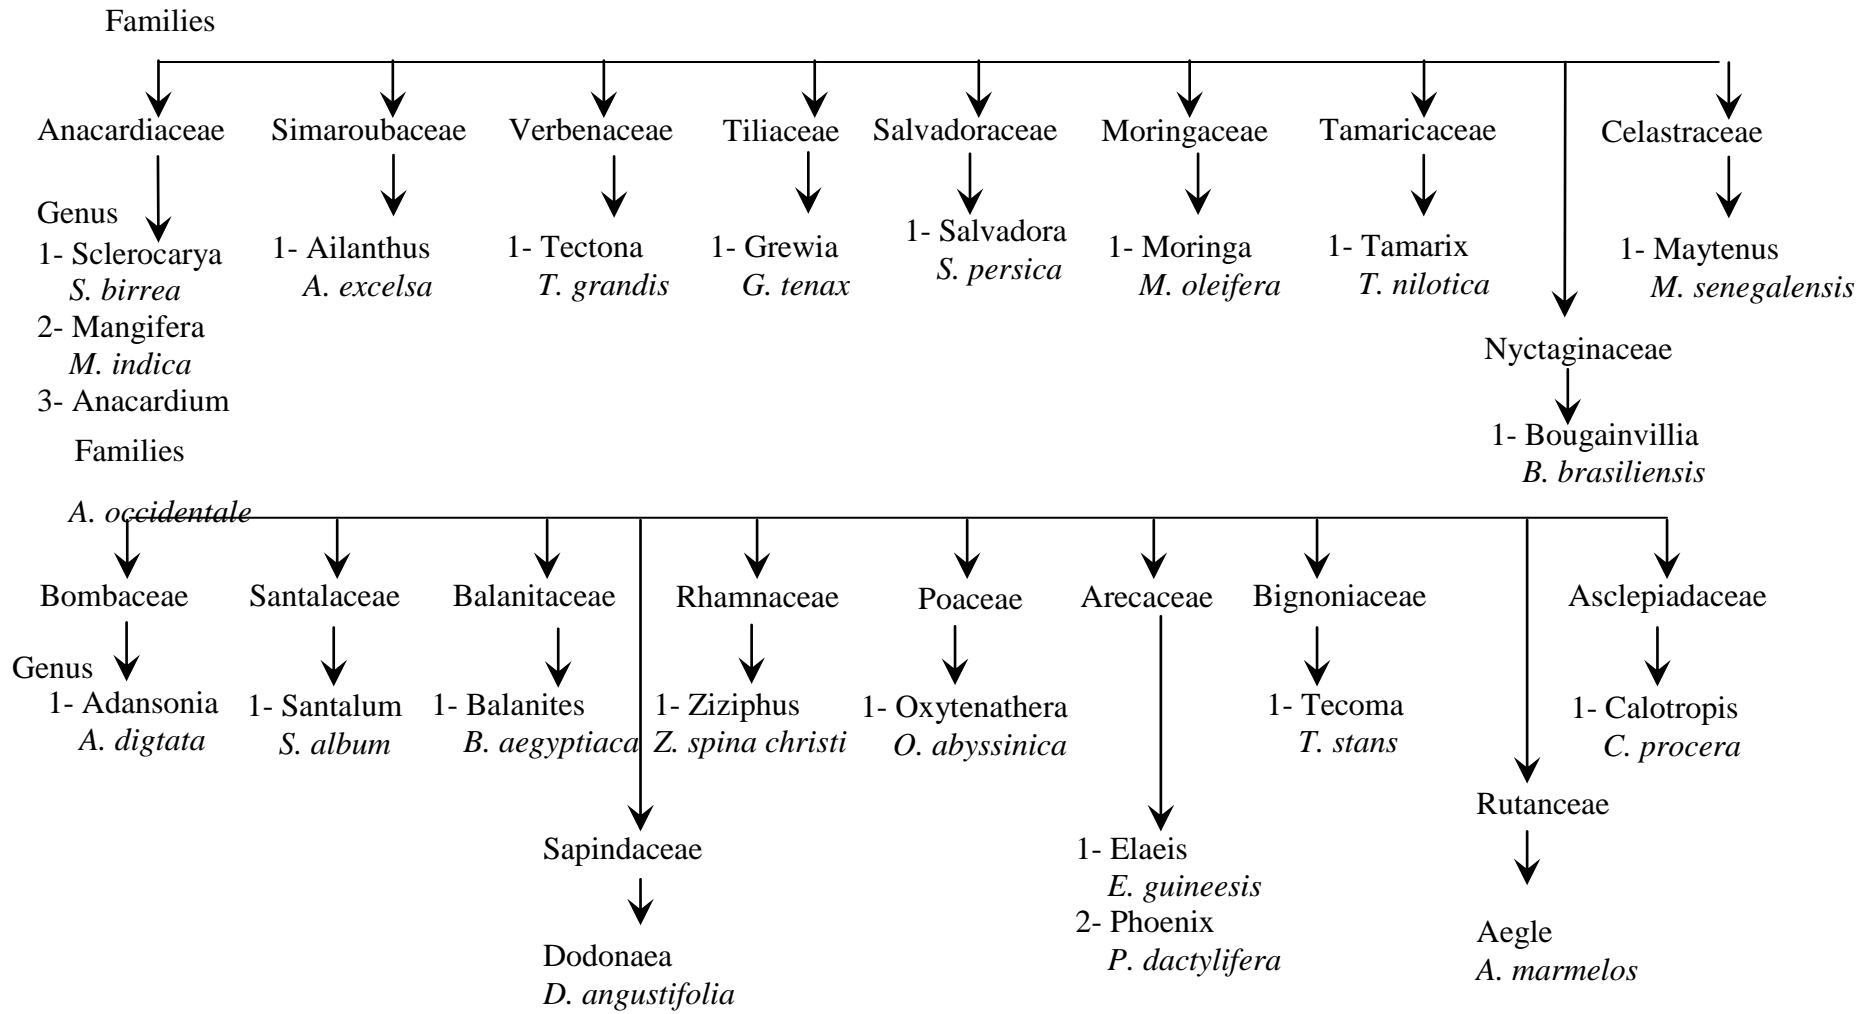 Families
Anacardiaceae Simaroubaceae Verbenaceae Tiliaceae Salvadoraceae Moringaceae Tamaricaceae Celastraceae
Genus
1- Sclerocarya
S. birrea
2- Mangifera
M. indica
3- Anacardium
1- Ailanthus
A. excelsa
1- Tectona
T. grandis
1- Grewia
G. tenax
1- Salvadora
S. persica
1- Moringa
M. oleifera
1- Tamarix
T. nilotica
1- Maytenus
M. senegalensis
Nyctaginaceae
1- Bougainvillia
B. brasiliensis
Families
A. occidentale
Bombaceae Santalaceae Balanitaceae Rhamnaceae Poaceae Arecaceae Bignoniaceae Asclepiadaceae
Genus
1- Adansonia
A. digtata
1- Santalum
S. album
1- Balanites
B. aegyptiaca
1- Ziziphus
Z. spina christi
1- Oxytenathera
O. abyssinica
1- Tecoma
T. stans
1- Calotropis
C. procera
Sapindaceae
Dodonaea
D. angustifolia
1- Elaeis
E. guineesis
2- Phoenix
P. dactylifera
Rutanceae
Aegle
A. marmelos